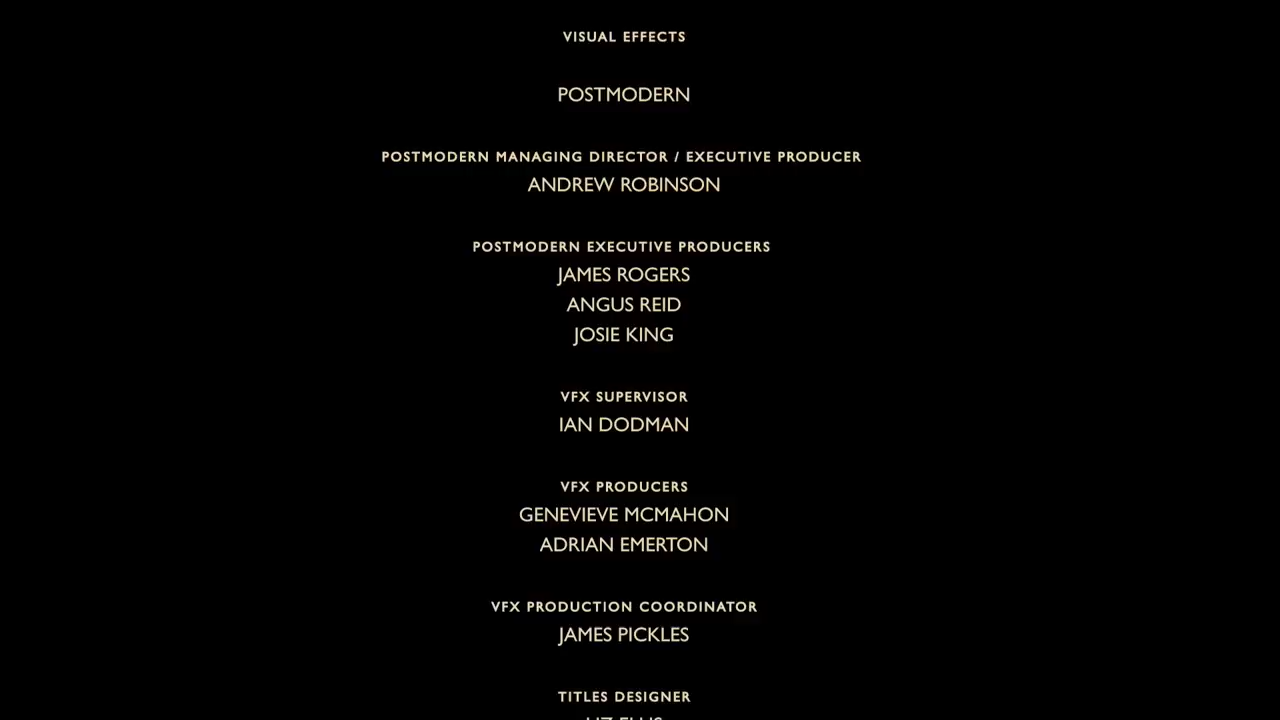 VISUAL EFFECTS
POSTMODERN
POSTMODERN MANAGING DIRECTOR / EXECUTIVE PRODUCER
ANDREW ROBINSON
POSTMODERN EXECUTIVE PRODUCERS
JAMES ROGERS
ANGUS REID
JOSIE KING
VFX SUPERVISOR
IAN DODMAN
VFX PRODUCERS
GENEVIEVE MCMAHON
ADRIAN EMERTON
VFX PRODUCTION COORDINATOR
JAMES PICKLES
TITLES DESIGNER